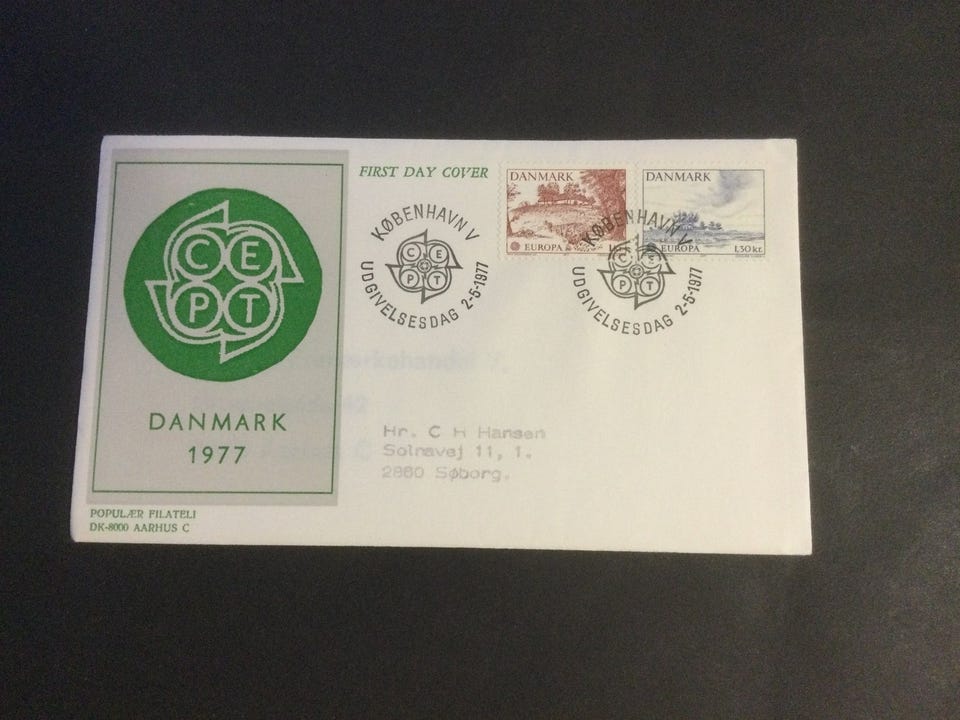 FIRST DAY COVER
C E
P T
DANMARK
1977
POPULÆR FILATELI
DK-8000 AARHUS C
KØBENHAVN V
C E
P T
UDGIVELSESDAG 2-5-1977
DANMARK
EUROPA
DANMARK
EUROPA 1.30 kr.
KØBENHAVN V
C E
P T
UDGIVELSESDAG 2-5-1977
Hr. C H Hansen
Solnavej 11, 1.
2860 Søborg.